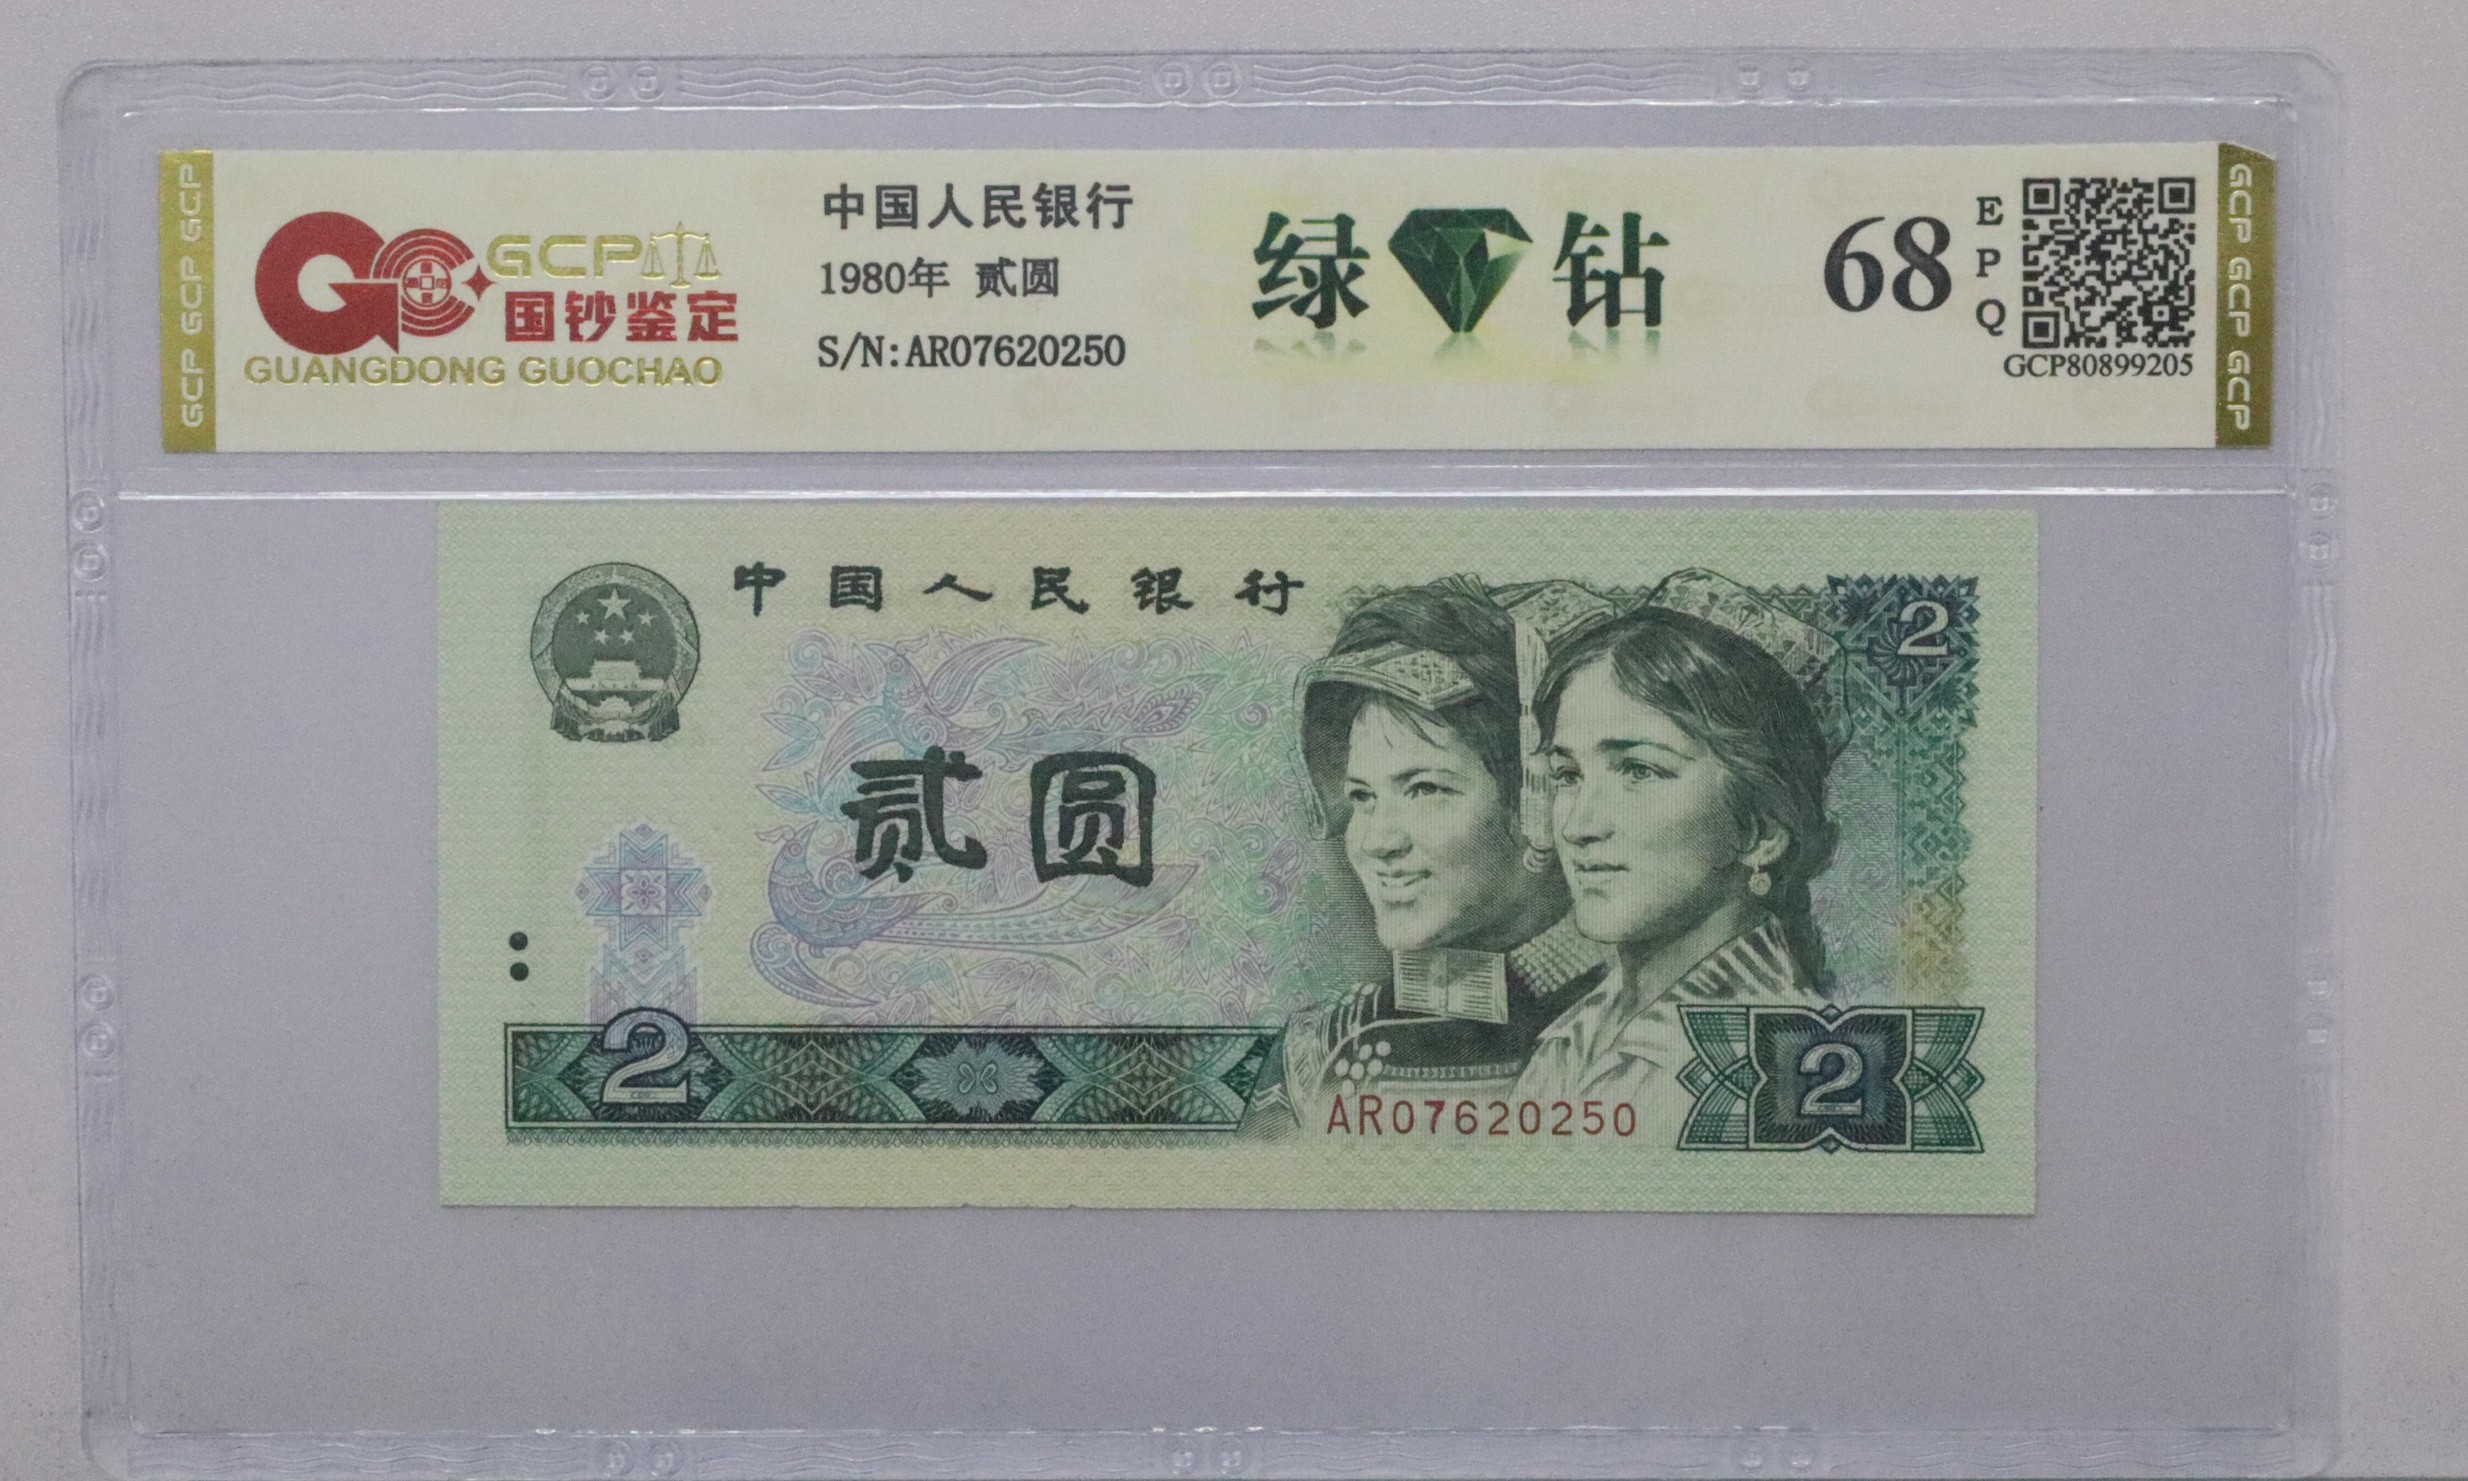 GCP GCP GCP
GCP
国钞鉴定
GUANGDONG GUOCHAO
中国人民银行
1980年 贰圆
S/N:AR07620250
绿钻
68
EPQ
GCP80899205
GCP GCP GCP
中国人民银行
2
贰圆
2
AR07620250
2